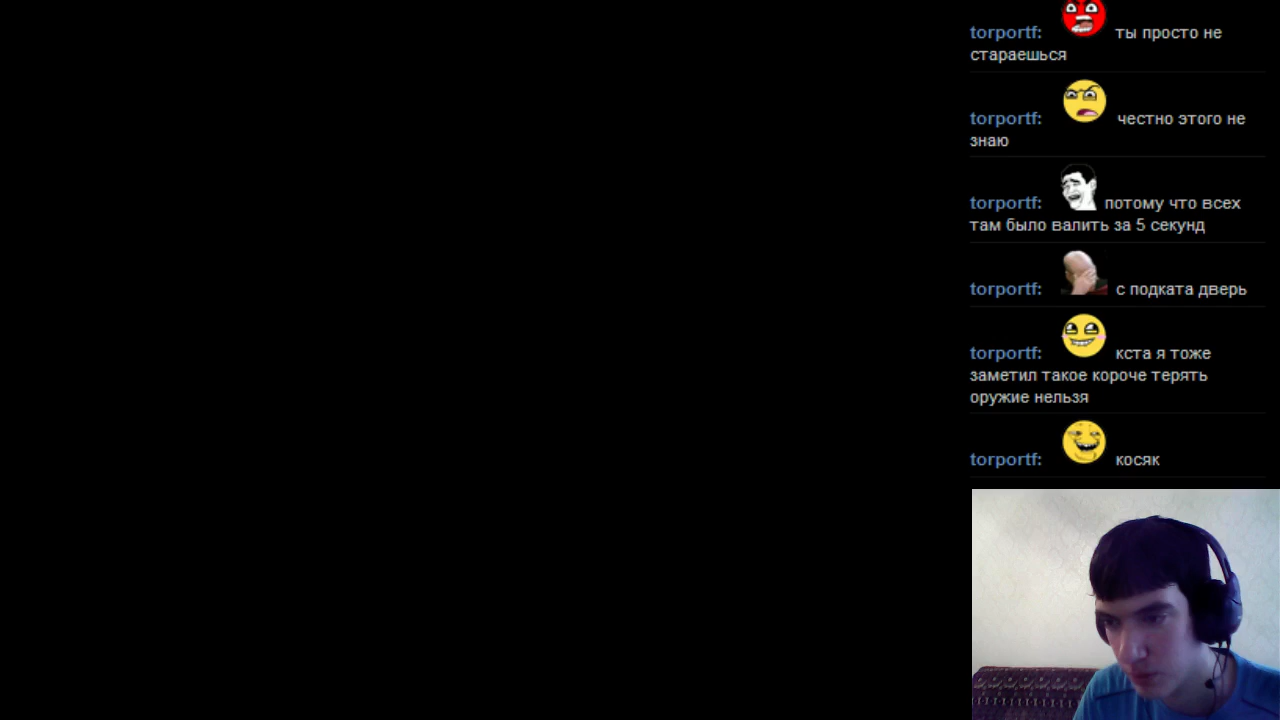 torportf: ты просто не
стараешься
torportf: честно этого не
знаю
torportf: потому что всех
там было валить за 5 секунд
torportf: с подката дверь
torportf: кста я тоже
заметил такое короче терять
оружие нельзя
torportf: косяк